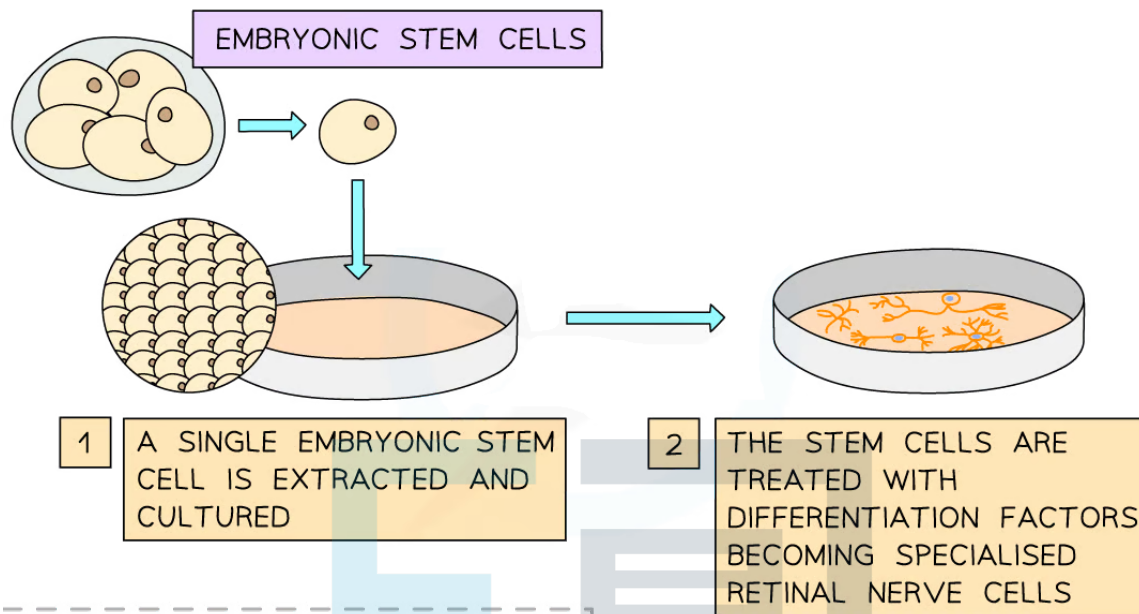 EMBRYONIC STEM CELLS
1
A SINGLE EMBRYONIC STEM
CELL IS EXTRACTED AND
CULTURED
2
THE STEM CELLS ARE
TREATED WITH
DIFFERENTIATION FACTORS
BECOMING SPECIALISED
RETINAL NERVE CELLS